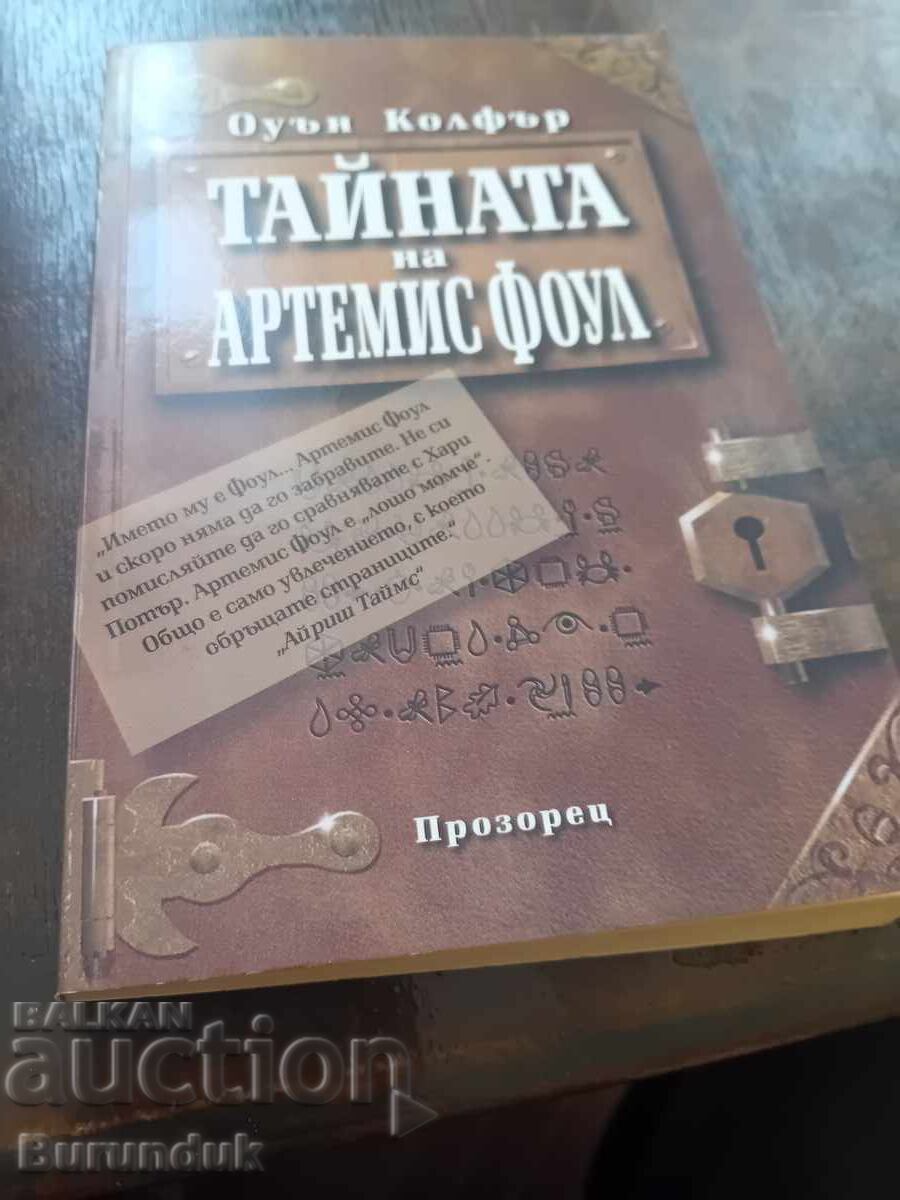 Оуън Колфър
ТАЙНАТА
на
АРТЕМИС ФОУЛ
„Името му е Фоул... Артемис Фоул
и скоро няма да го забравите. Не си
помисляйте да го сравнявате с Хари
Потър. Артемис Фоул е „лошо момче“.
Общо е само увлечението, с което
обръщате страниците.“
„Айриш Таймс“
Прозорец
BALKAN
auction
Burunduk